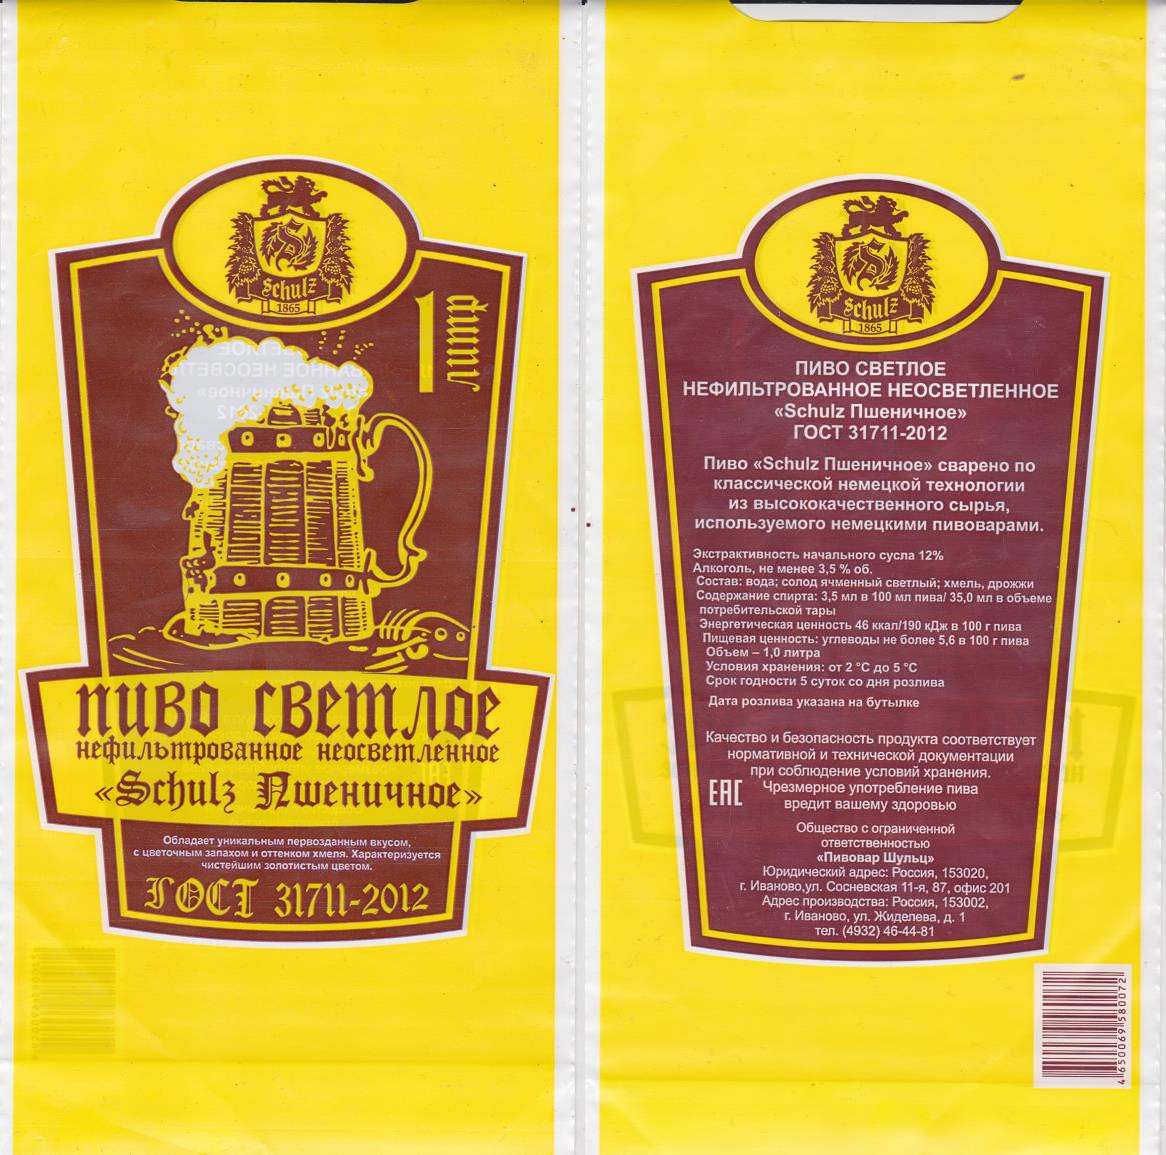 Schulz
1865
1 литр
пиво светлое
нефильтрованное неосветленное
«Schulz Пшеничное»
Обладает уникальным первозданным вкусом,
с цветочным запахом и оттенком хмеля. Характеризуется
чистейшим золотистым цветом.
ГОСТ 31711-2012
Schulz
1865
ПИВО СВЕТЛОЕ
НЕФИЛЬТРОВАННОЕ НЕОСВЕТЛЕННОЕ
«Schulz Пшеничное»
ГОСТ 31711-2012
Пиво «Schulz Пшеничное» сварено по
классической немецкой технологии
из высококачественного сырья,
используемого немецкими пивоварами.
Экстрактивность начального сусла 12%
Алкоголь, не менее 3,5 % об.
Состав: вода; солод ячменный светлый; хмель, дрожжи
Содержание спирта: 3,5 мл в 100 мл пива/ 35,0 мл в объеме
потребительской тары
Энергетическая ценность 46 ккал/190 кДж в 100 г пива
Пищевая ценность: углеводы не более 5,6 в 100 г пива
Объем – 1,0 литра
Условия хранения: от 2 °С до 5 °С
Срок годности 5 суток со дня розлива
Дата розлива указана на бутылке
Качество и безопасность продукта соответствует
нормативной и технической документации
при соблюдение условий хранения.
ЕАС
Чрезмерное употребление пива
вредит вашему здоровью
Общество с ограниченной
ответственностью
«Пивовар Шульц»
Юридический адрес: Россия, 153020,
г. Иваново,ул. Сосневская 11-я, 87, офис 201
Адрес производства: Россия, 153002,
г. Иваново, ул. Жиделева, д. 1
тел. (4932) 46-44-81
4650069580072